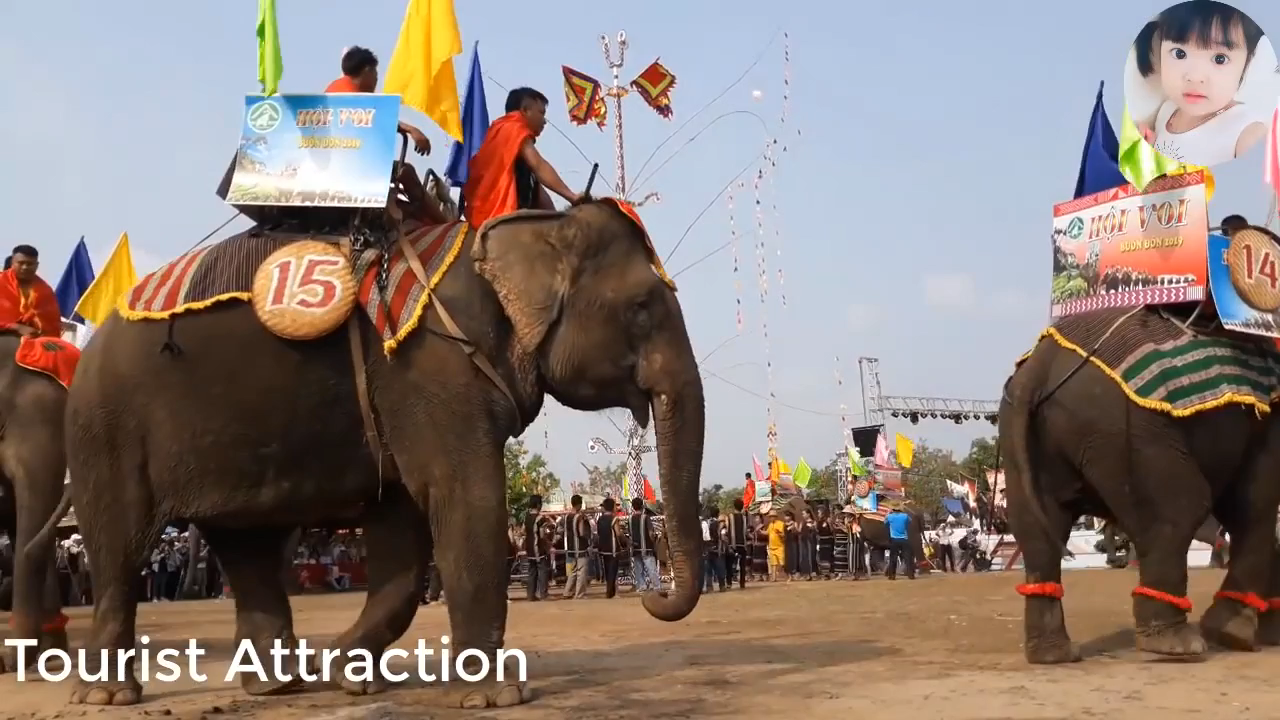 HỘI VOI
BUÔN ĐÔN 2019
15
HỘI VOI
BUÔN ĐÔN 2019
14
Tourist Attraction